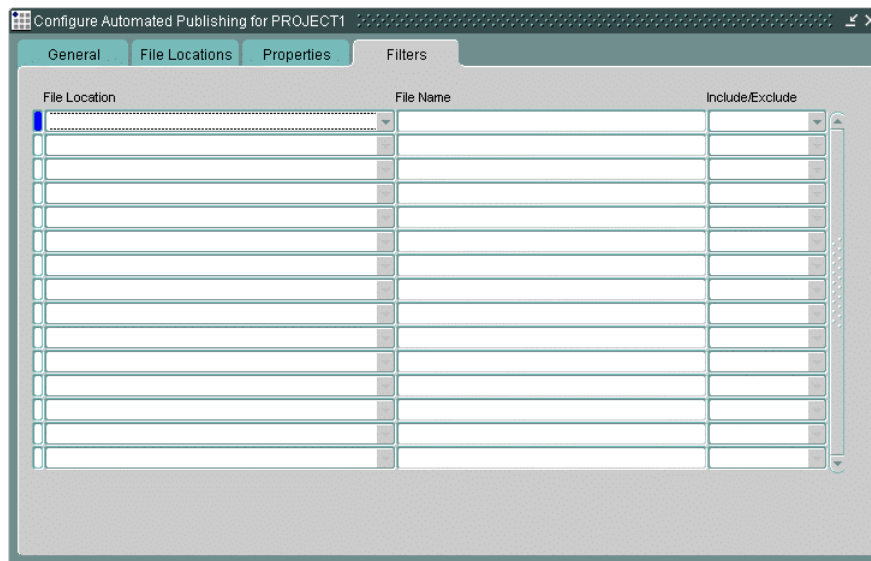 Configure Automated Publishing for PROJECT1
General File Locations Properties Filters
File Location File Name Include/Exclude